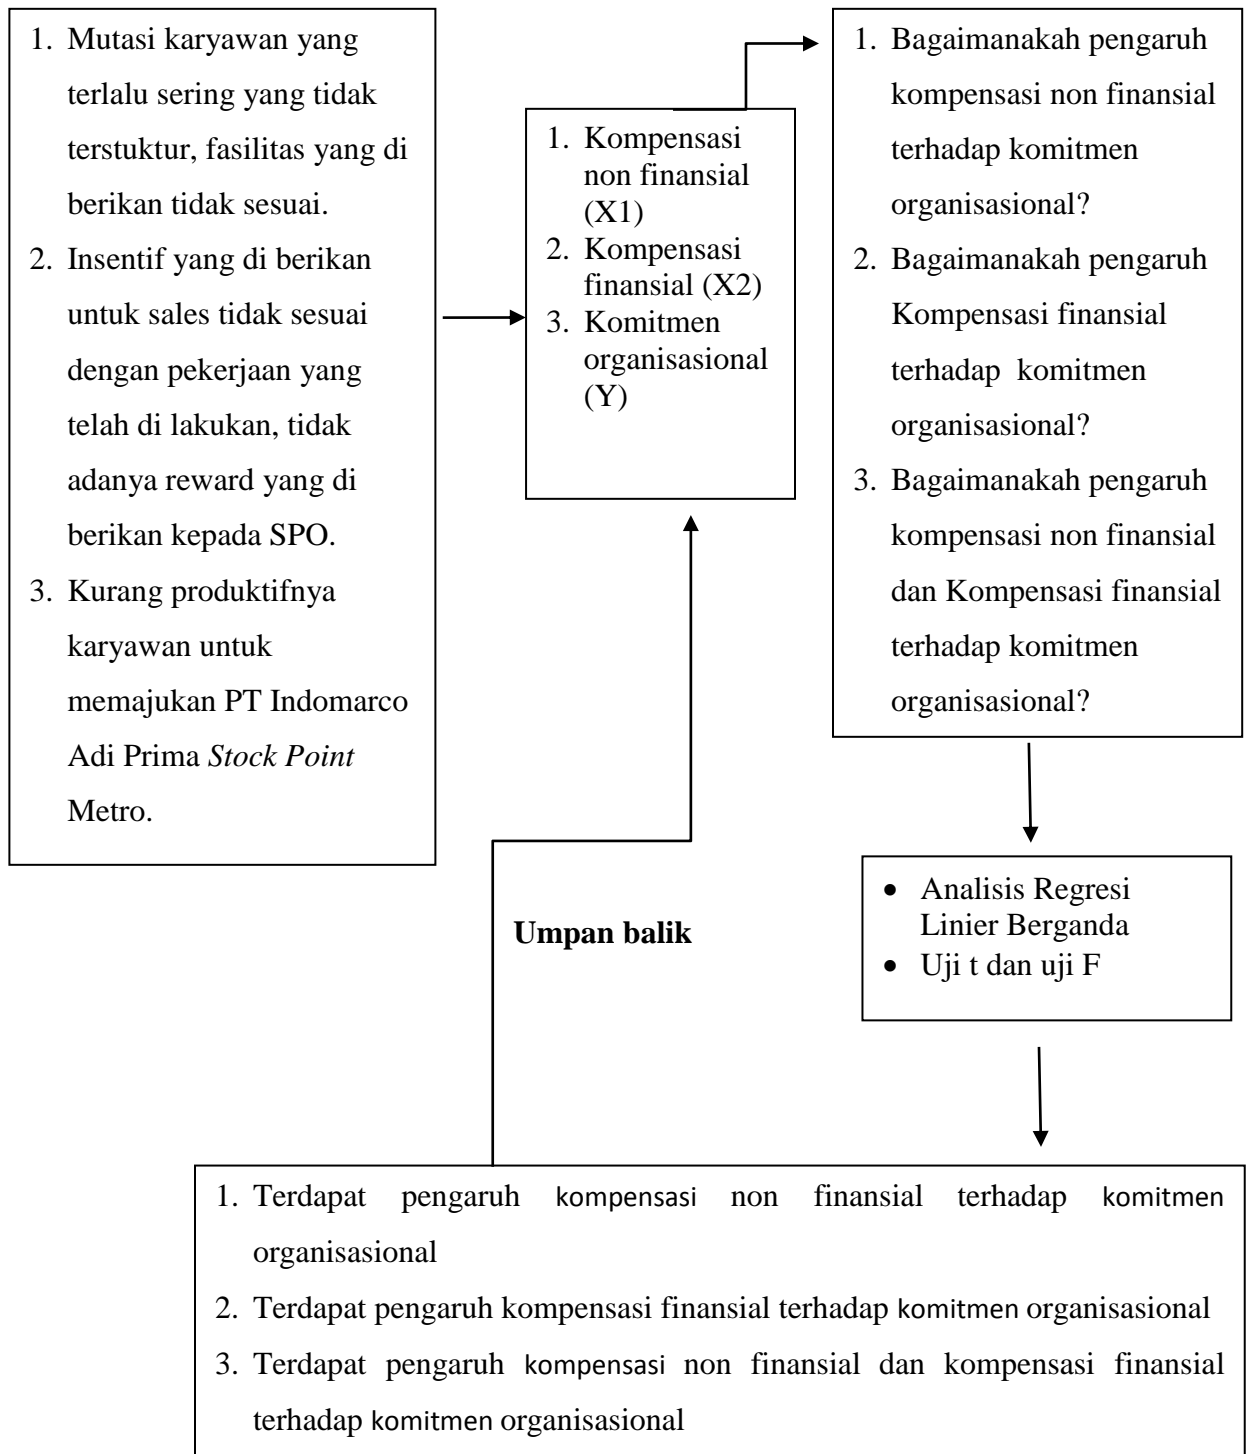 1. Mutasi karyawan yang
terlalu sering yang tidak
terstuktur, fasilitas yang di
berikan tidak sesuai.
2. Insentif yang di berikan
untuk sales tidak sesuai
dengan pekerjaan yang
telah di lakukan, tidak
adanya reward yang di
berikan kepada SPO.
3. Kurang produktifnya
karyawan untuk
memajukan PT Indomarco
Adi Prima Stock Point
Metro.
1. Kompensasi
non finansial
(X1)
2. Kompensasi
finansial (X2)
3. Komitmen
organisasional
(Y)
1. Bagaimanakah pengaruh
kompensasi non finansial
terhadap komitmen
organisasional?
2. Bagaimanakah pengaruh
Kompensasi finansial
terhadap komitmen
organisasional?
3. Bagaimanakah pengaruh
kompensasi non finansial
dan Kompensasi finansial
terhadap komitmen
organisasional?
• Analisis Regresi
Linier Berganda
• Uji t dan uji F
Umpan balik
1. Terdapat pengaruh kompensasi non finansial terhadap komitmen
organisasional
2. Terdapat pengaruh kompensasi finansial terhadap komitmen organisasional
3. Terdapat pengaruh kompensasi non finansial dan kompensasi finansial
terhadap komitmen organisasional